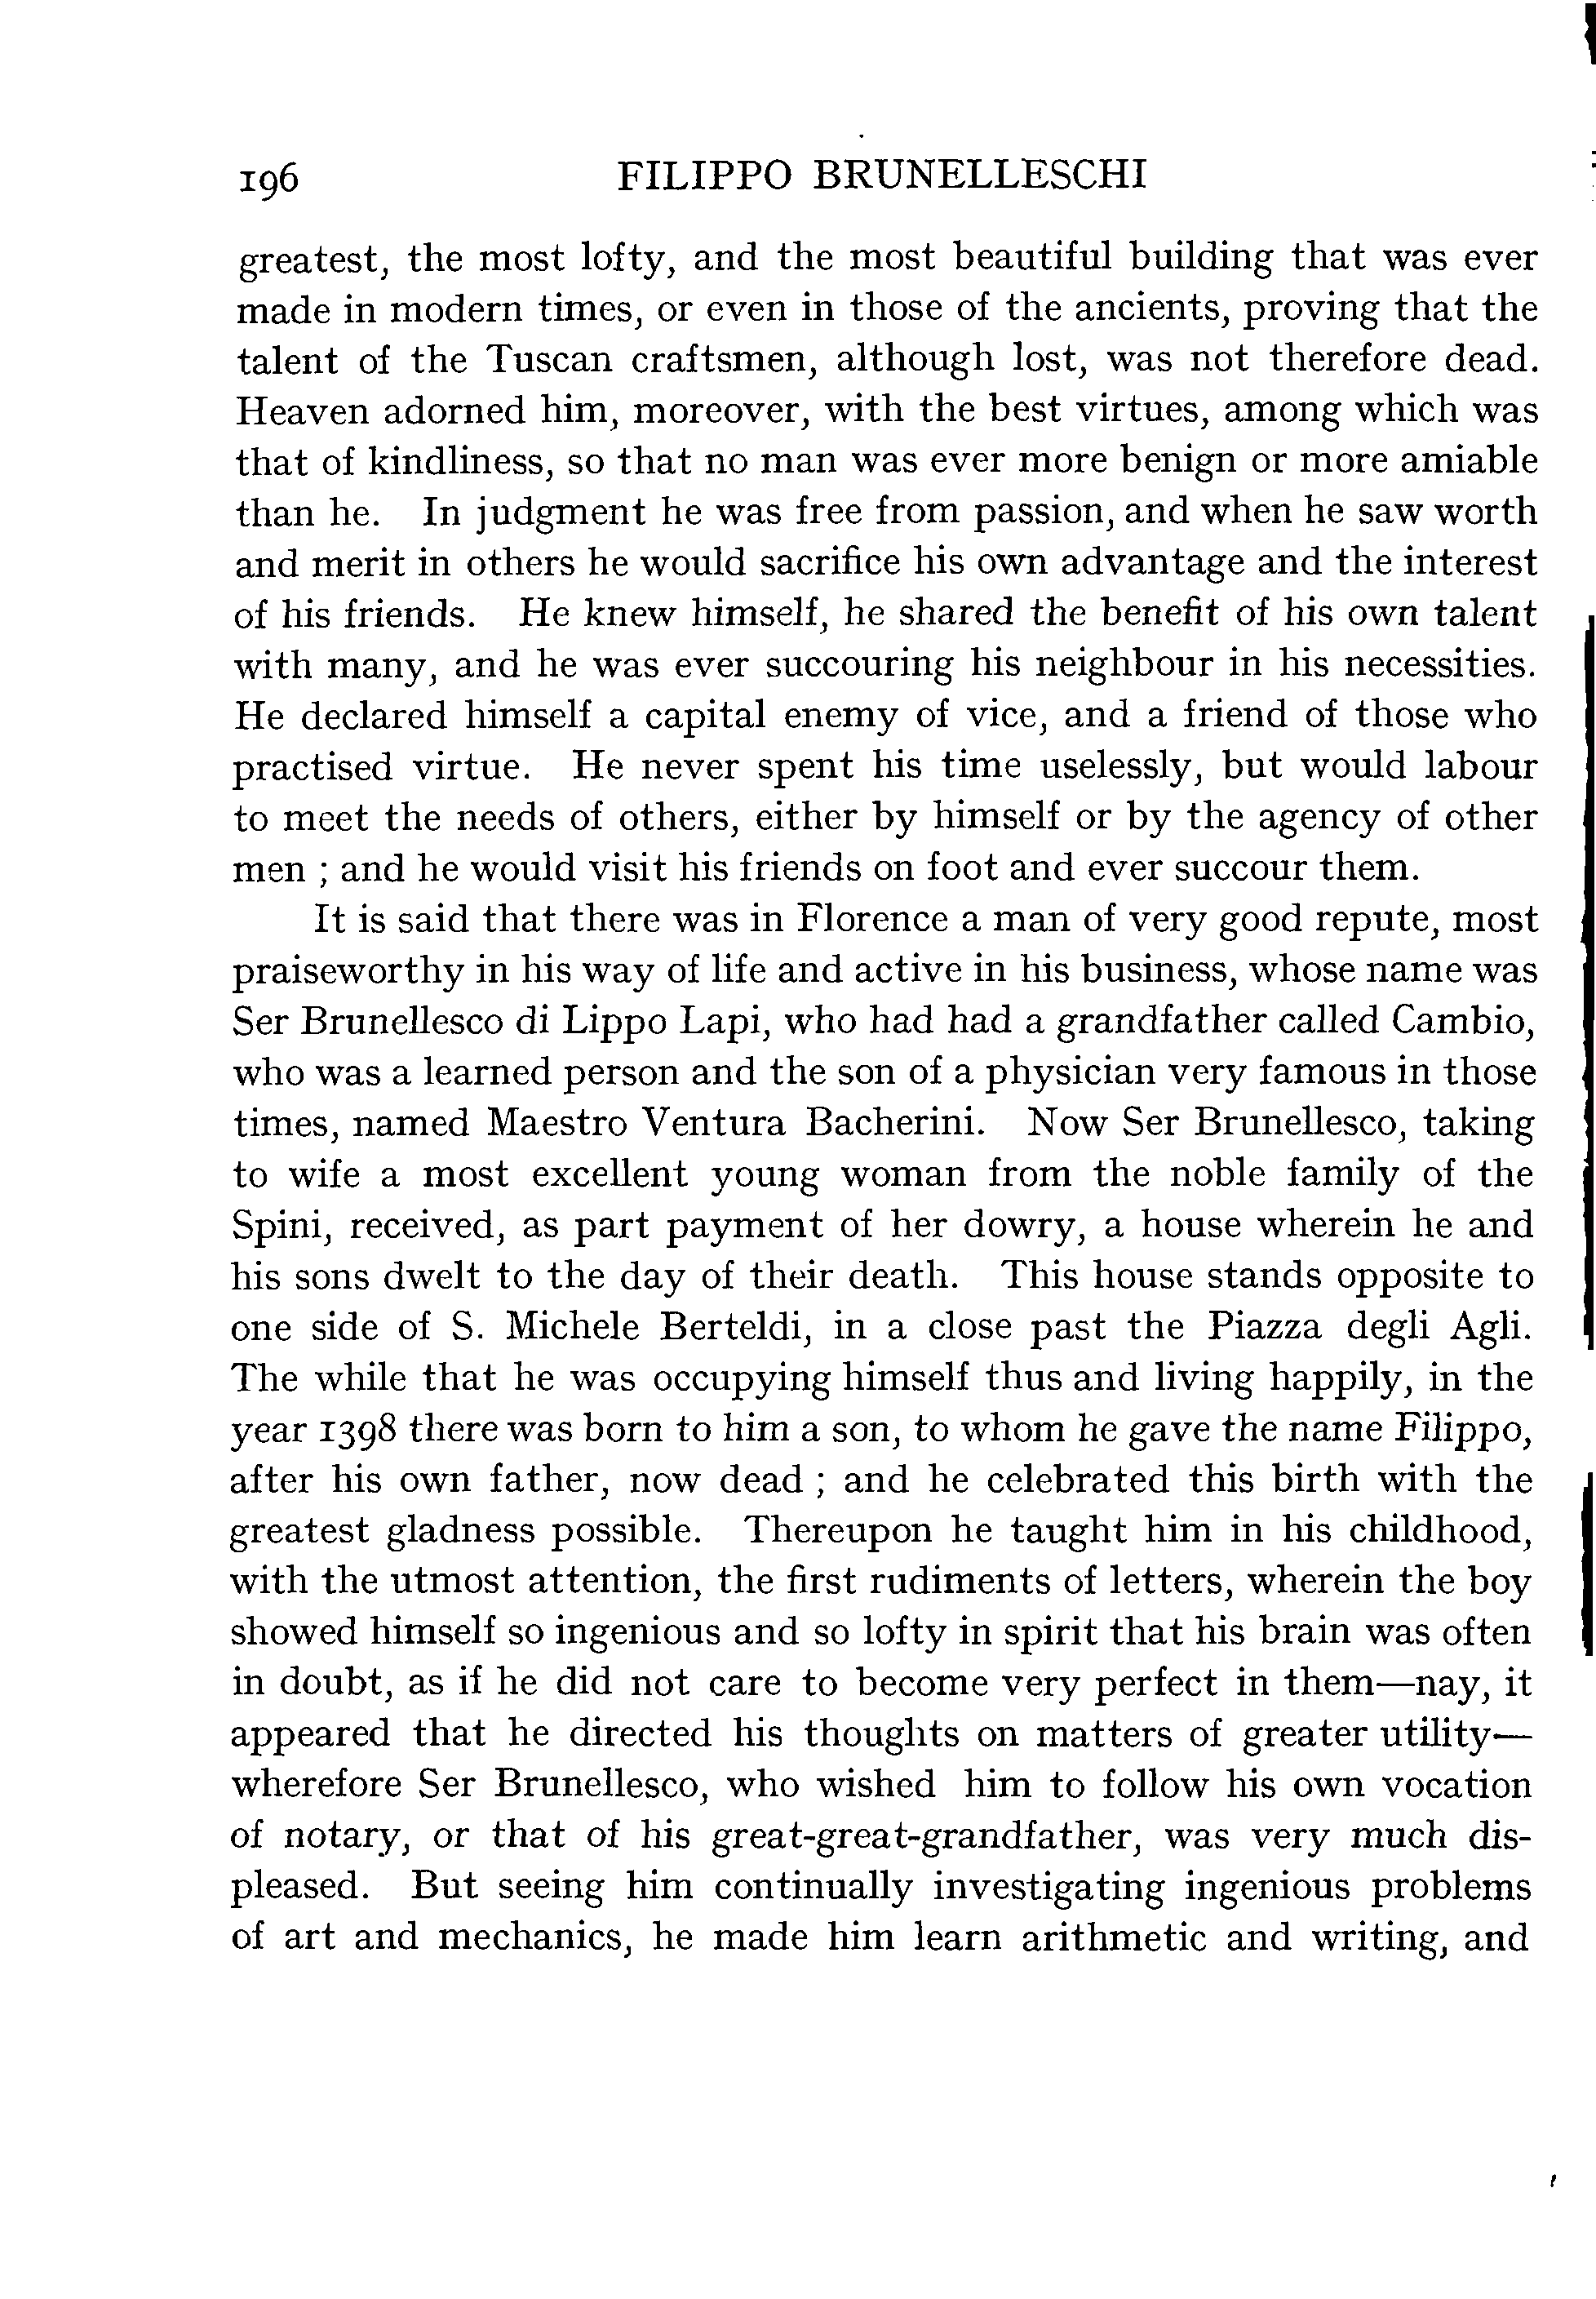 196 FILIPPO BRUNELLESCHI
greatest, the most lofty, and the most beautiful building that was ever
made in modern times, or even in those of the ancients, proving that the
talent of the Tuscan craftsmen, although lost, was not therefore dead.
Heaven adorned him, moreover, with the best virtues, among which was
that of kindliness, so that no man was ever more benign or more amiable
than he. In judgment he was free from passion, and when he saw worth
and merit in others he would sacrifice his own advantage and the interest
of his friends. He knew himself, he shared the benefit of his own talent
with many, and he was ever succouring his neighbour in his necessities.
He declared himself a capital enemy of vice, and a friend of those who
practised virtue. He never spent his time uselessly, but would labour
to meet the needs of others, either by himself or by the agency of other
men ; and he would visit his friends on foot and ever succour them.
It is said that there was in Florence a man of very good repute, most
praiseworthy in his way of life and active in his business, whose name was
Ser Brunellesco di Lippo Lapi, who had had a grandfather called Cambio,
who was a learned person and the son of a physician very famous in those
times, named Maestro Ventura Bacherini. Now Ser Brunellesco, taking
to wife a most excellent young woman from the noble family of the
Spini, received, as part payment of her dowry, a house wherein he and
his sons dwelt to the day of their death. This house stands opposite to
one side of S. Michele Berteldi, in a close past the Piazza degli Agli.
The while that he was occupying himself thus and living happily, in the
year 1398 there was born to him a son, to whom he gave the name Filippo,
after his own father, now dead ; and he celebrated this birth with the
greatest gladness possible. Thereupon he taught him in his childhood,
with the utmost attention, the first rudiments of letters, wherein the boy
showed himself so ingenious and so lofty in spirit that his brain was often
in doubt, as if he did not care to become very perfect in them—nay, it
appeared that he directed his thoughts on matters of greater utility—
wherefore Ser Brunellesco, who wished him to follow his own vocation
of notary, or that of his great-great-grandfather, was very much dis-
pleased. But seeing him continually investigating ingenious problems
of art and mechanics, he made him learn arithmetic and writing, and